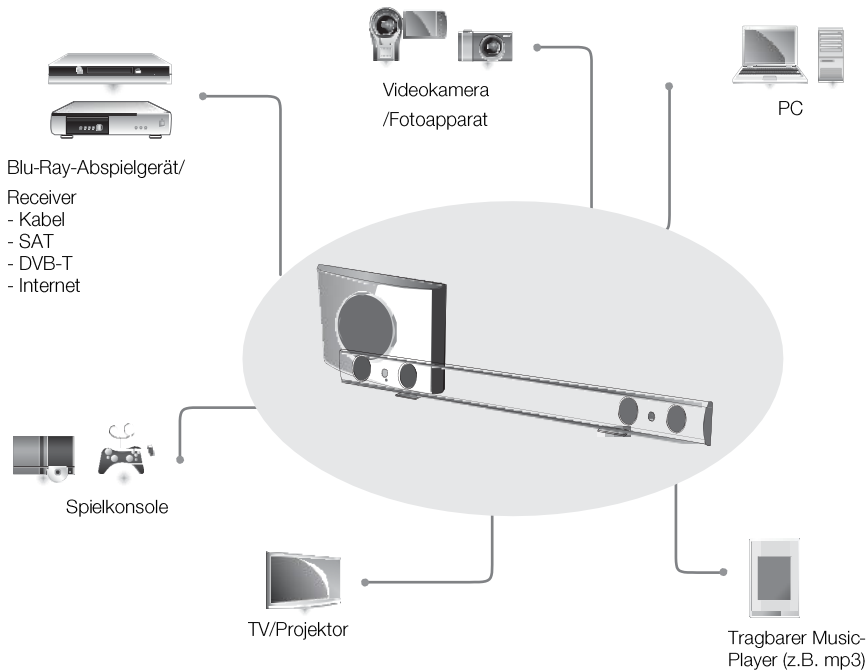 Videokamera
/Fotoapparat
PC
Blu-Ray-Abspielgerät/
Receiver
- Kabel
- SAT
- DVB-T
- Internet
Spielkonsole
TV/Projektor
Tragbarer Music-
Player (z.B. mp3)